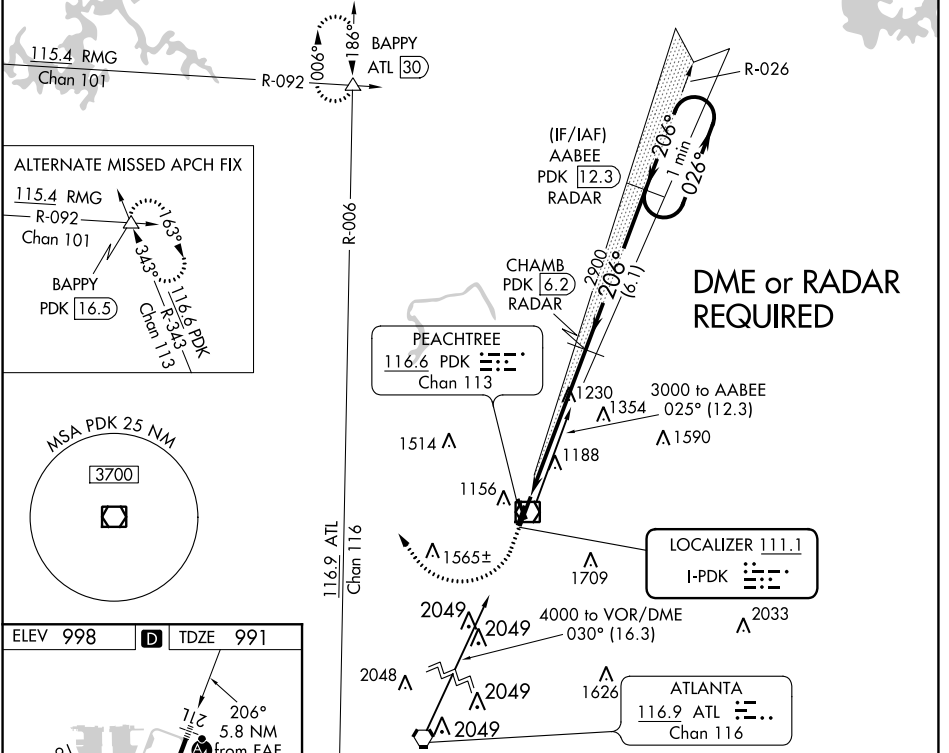 115.4 RMG
Chan 101
R-092
006°
186°
BAPPY
ATL 30
R-026
(IF/IAF)
AABEE
PDK 12.3
RADAR
206°
1 min
026°
ALTERNATE MISSED APCH FIX
115.4 RMG
R-092
Chan 101
163°
343°
R-343
116.6 PDK
Chan 113
BAPPY
PDK 16.5
R-006
CHAMB
PDK 6.2
RADAR
2900
206°
(6.1)
DME or RADAR
REQUIRED
PEACHTREE
116.6 PDK
Chan 113
1230
1354
3000 to AABEE
025° (12.3)
1514
1188
1590
MSA PDK 25 NM
3700
1156
116.9 ATL
Chan 116
1565±
1709
LOCALIZER 111.1
I-PDK
2049
2049
4000 to VOR/DME
030° (16.3)
2033
ELEV 998
D
TDZE 991
2048
2049
1626
2049
ATLANTA
116.9 ATL
Chan 116
21L
206°
5.8 NM
from FAF
A